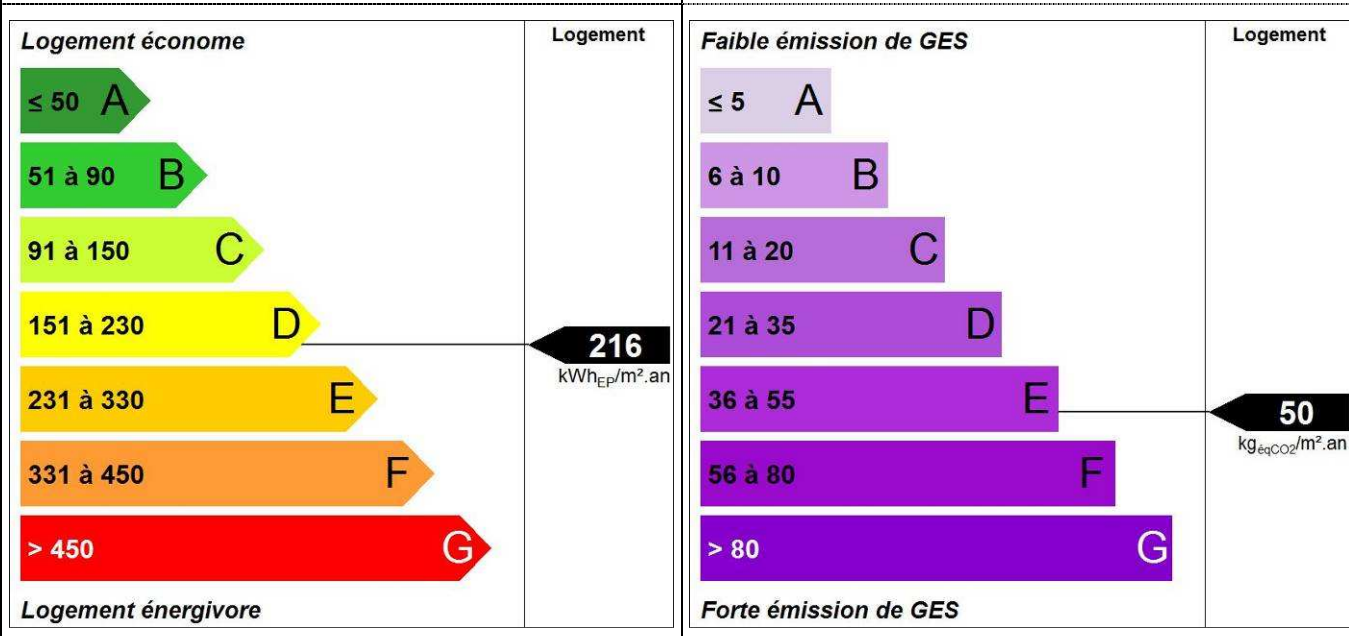 Logement économe
Logement
≤ 50 A
51 à 90 B
91 à 150 C
151 à 230 D
216
kWhEP/m².an
231 à 330 E
331 à 450 F
> 450 G
Logement énergivore
Faible émission de GES
Logement
≤ 5 A
6 à 10 B
11 à 20 C
21 à 35 D
36 à 55 E
50
kgéqCO2/m².an
56 à 80 F
> 80 G
Forte émission de GES